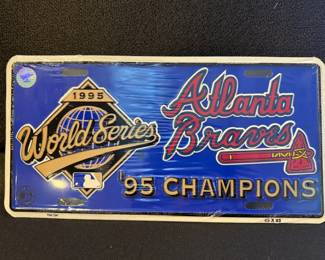 1995
World Series
Atlanta
Braves
'95 CHAMPIONS